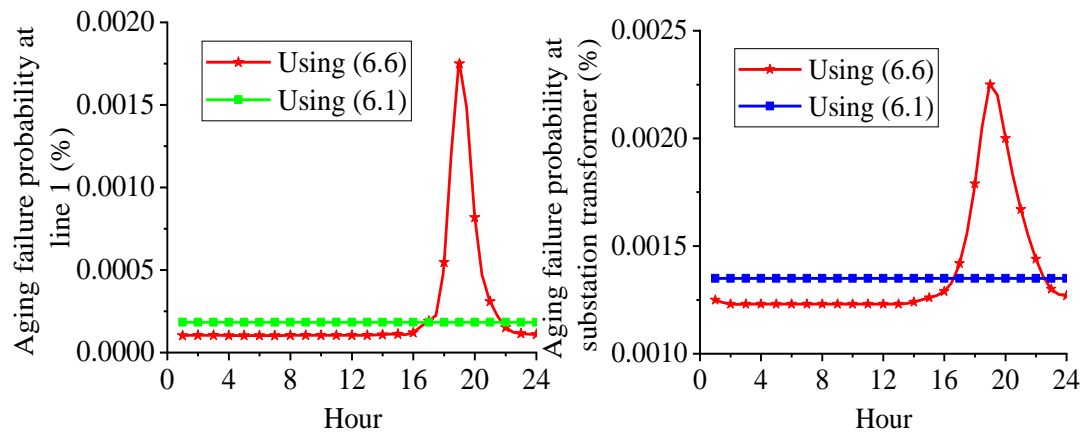 Aging failure probability at
line 1 (%)
0.0020
0.0015
0.0010
0.0005
0.0000
Using (6.6)
Using (6.1)
0 4 8 12 16 20 24
Hour
Aging failure probability at
substation transformer (%)
0.0025
0.0020
0.0015
0.0010
Using (6.6)
Using (6.1)
0 4 8 12 16 20 24
Hour